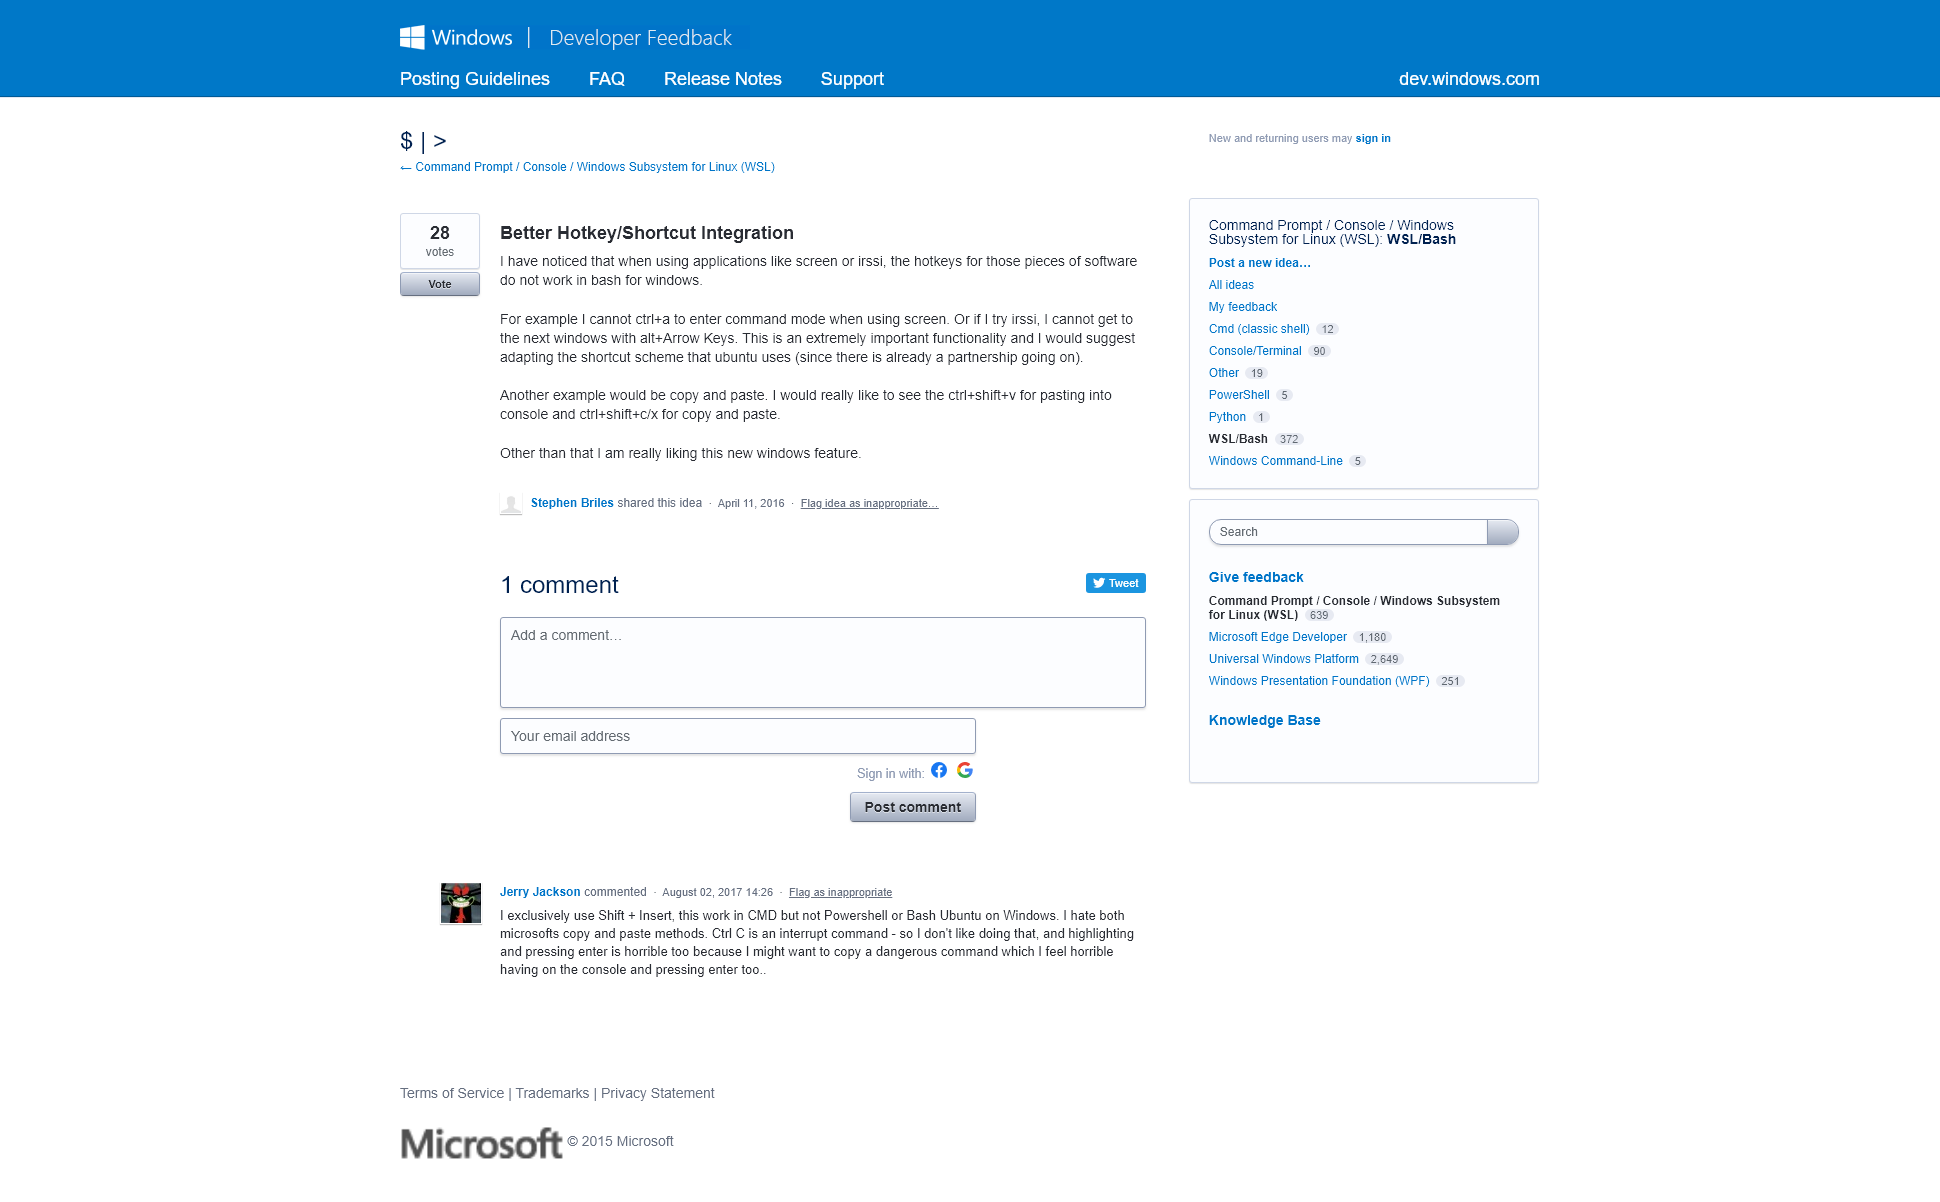 Windows | Developer Feedback
Posting Guidelines FAQ Release Notes Support dev.windows.com
$ | >
← Command Prompt / Console / Windows Subsystem for Linux (WSL)
New and returning users may sign in
28
votes
Vote
Better Hotkey/Shortcut Integration
I have noticed that when using applications like screen or irssi, the hotkeys for those pieces of software
do not work in bash for windows.
For example I cannot ctrl+a to enter command mode when using screen. Or if I try irssi, I cannot get to
the next windows with alt+Arrow Keys. This is an extremely important functionality and I would suggest
adapting the shortcut scheme that ubuntu uses (since there is already a partnership going on).
Another example would be copy and paste. I would really like to see the ctrl+shift+v for pasting into
console and ctrl+shift+c/x for copy and paste.
Other than that I am really liking this new windows feature.
Stephen Briles shared this idea · April 11, 2016 · Flag idea as inappropriate…
1 comment
Tweet
Add a comment…
Your email address
Sign in with:
Post comment
Jerry Jackson commented · August 02, 2017 14:26 · Flag as inappropriate
I exclusively use Shift + Insert, this work in CMD but not Powershell or Bash Ubuntu on Windows. I hate both
microsofts copy and paste methods. Ctrl C is an interrupt command - so I don't like doing that, and highlighting
and pressing enter is horrible too because I might want to copy a dangerous command which I feel horrible
having on the console and pressing enter too..
Command Prompt / Console / Windows
Subsystem for Linux (WSL): WSL/Bash
Post a new idea…
All ideas
My feedback
Cmd (classic shell) 12
Console/Terminal 90
Other 19
PowerShell 5
Python 1
WSL/Bash 372
Windows Command-Line 5
Search
Give feedback
Command Prompt / Console / Windows Subsystem
for Linux (WSL) 639
Microsoft Edge Developer 1,180
Universal Windows Platform 2,649
Windows Presentation Foundation (WPF) 251
Knowledge Base
Terms of Service | Trademarks | Privacy Statement
Microsoft © 2015 Microsoft